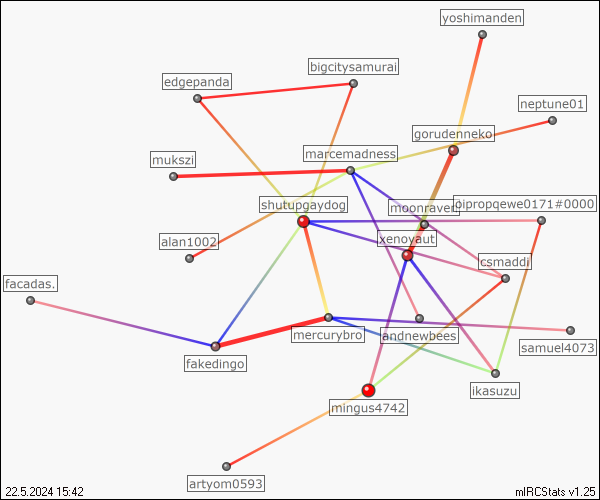 yoshimanden
bigcitysamurai
edgepanda
neptune01
gorudenneko
marcemadness
mukszi
shutupgaydog
moonraven
oipropqewe0171#0000
alan1002
xenoyaut
csmaddi
facadas.
mercurybro
andnewbees
samuel4073
fakedingo
ikasuzu
mingus4742
artyom0593
22.5.2024 15:42
mIRCStats v1.25